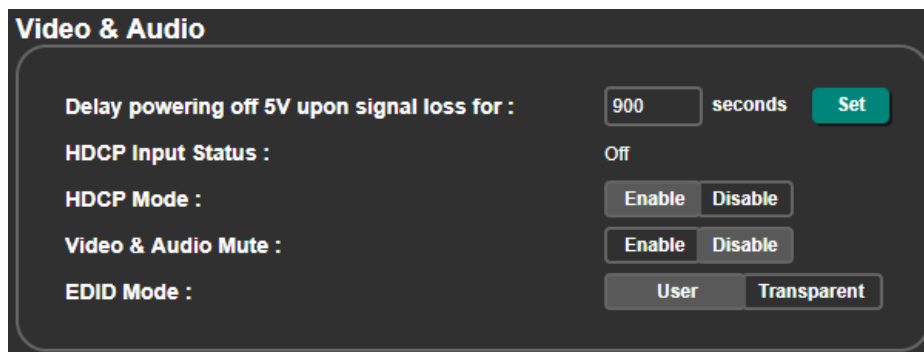 Video & Audio
Delay powering off 5V upon signal loss for : 900 seconds Set
HDCP Input Status : Off
HDCP Mode : Enable Disable
Video & Audio Mute : Enable Disable
EDID Mode : User Transparent